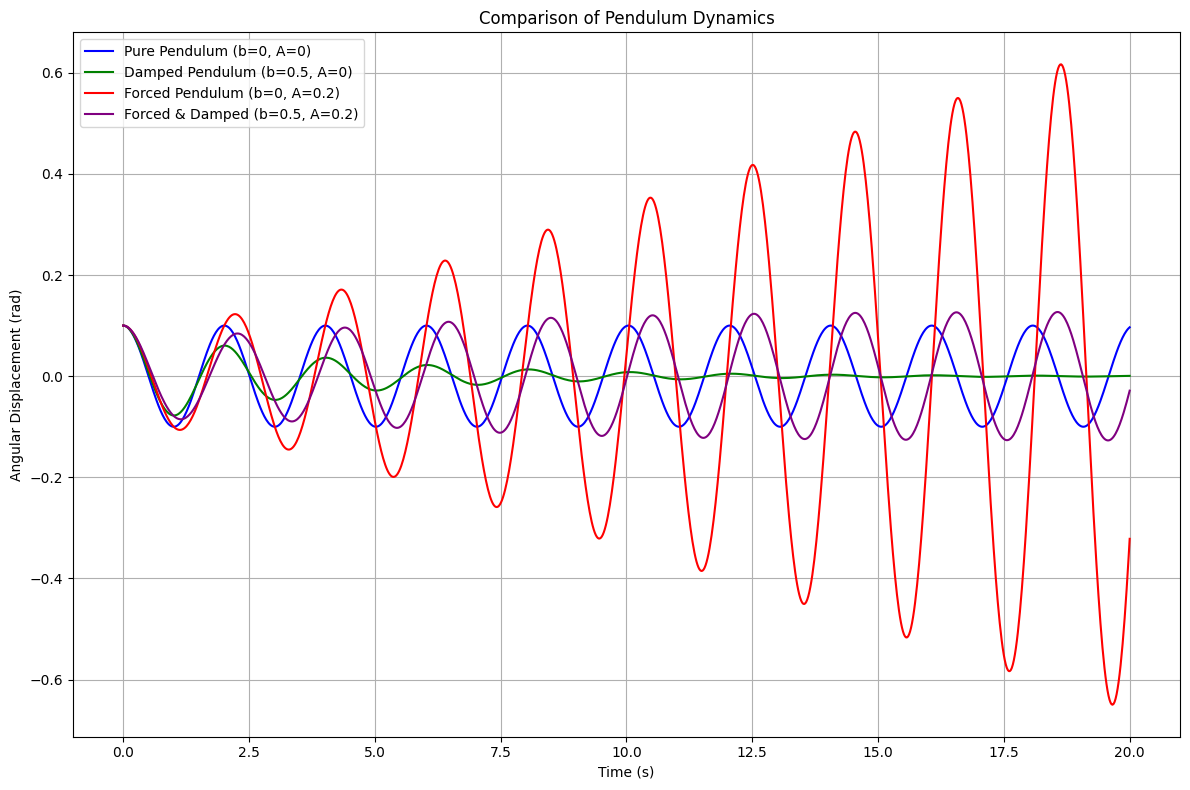 Comparison of Pendulum Dynamics
Pure Pendulum (b=0, A=0)
Damped Pendulum (b=0.5, A=0)
Forced Pendulum (b=0, A=0.2)
Forced & Damped (b=0.5, A=0.2)
Angular Displacement (rad)
0.6
0.4
0.2
0.0
−0.2
−0.4
−0.6
0.0 2.5 5.0 7.5 10.0 12.5 15.0 17.5 20.0
Time (s)